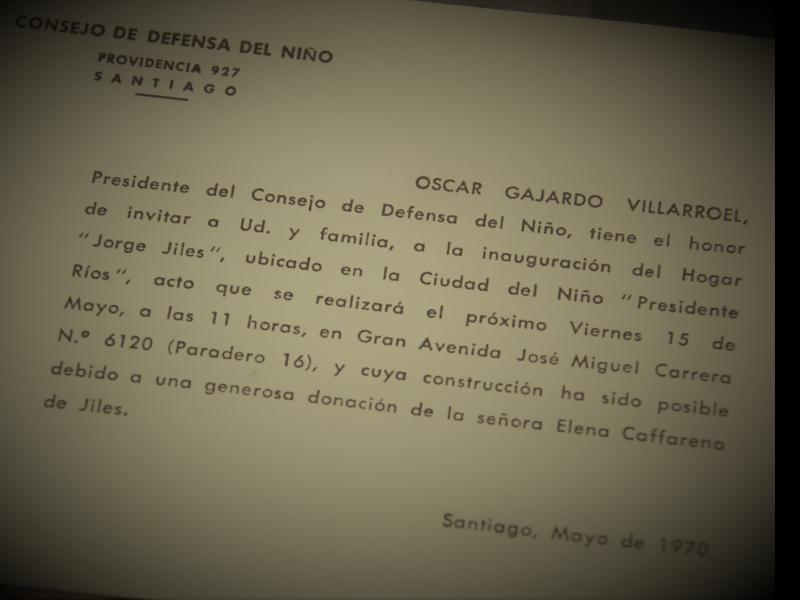 CONSEJO DE DEFENSA DEL NIÑO
PROVIDENCIA 927
SANTIAGO
OSCAR GAJARDO VILLARROEL,
Presidente del Consejo de Defensa del Niño, tiene el honor
de invitar a Ud. y familia, a la inauguración del Hogar
"Jorge Jiles", ubicado en la Ciudad del Niño "Presidente
Ríos", acto que se realizará el próximo Viernes 15 de
Mayo, a las 11 horas, en Gran Avenida José Miguel Carrera
N.º 6120 (Paradero 16), y cuya construcción ha sido posible
debido a una generosa donación de la señora Elena Caffarena
de Jiles.
Santiago, Mayo de 1970.